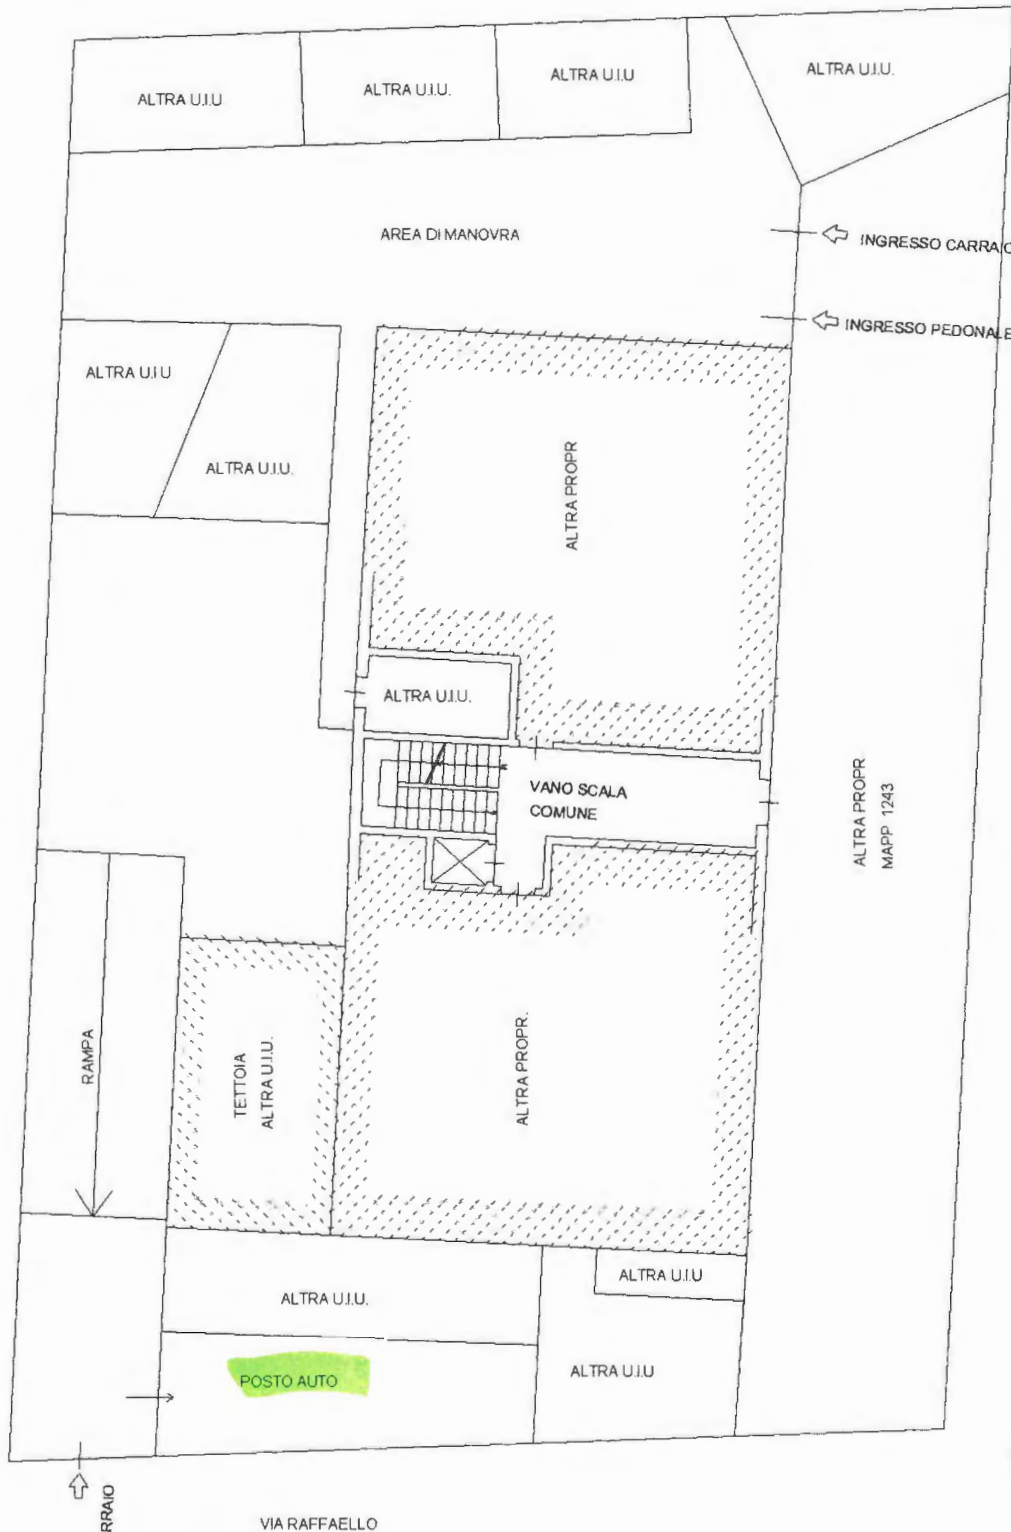 ALTRA U.I.U
ALTRA U.I.U.
ALTRA U.I.U
ALTRA U.I.U.
AREA DI MANOVRA
INGRESSO CARRAIO
INGRESSO PEDONALE
ALTRA U.I.U
ALTRA U.I.U.
ALTRA PROPR
ALTRA U.I.U.
VANO SCALA
COMUNE
ALTRA PROPR
MAPP 1243
RAMPA
TETTOIA
ALTRA U.I.U.
ALTRA PROPR.
ALTRA U.I.U.
ALTRA U.I.U
POSTO AUTO
ALTRA U.I.U
RRAIO
VIA RAFFAELLO